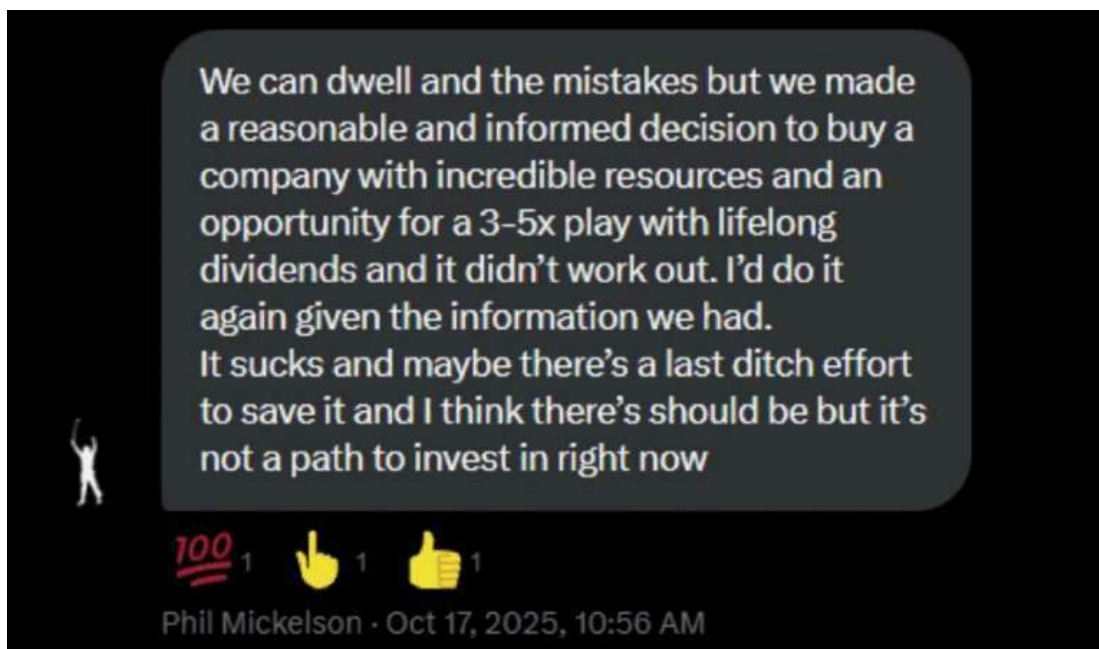 We can dwell and the mistakes but we made
a reasonable and informed decision to buy a
company with incredible resources and an
opportunity for a 3-5x play with lifelong
dividends and it didn’t work out. I’d do it
again given the information we had.
It sucks and maybe there’s a last ditch effort
to save it and I think there’s should be but it’s
not a path to invest in right now
100 1 1 1
Phil Mickelson · Oct 17, 2025, 10:56 AM